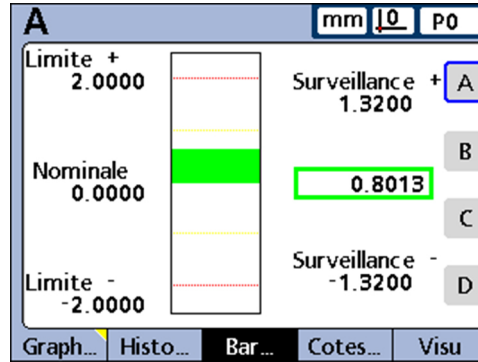 A mm 0 P0
Limite +
2.0000
Surveillance +
1.3200
A
B
Nominale
0.0000
0.8013
C
Surveillance -
-1.3200
Limite -
-2.0000
D
Graph... Histo... Bar... Cotes... Visu